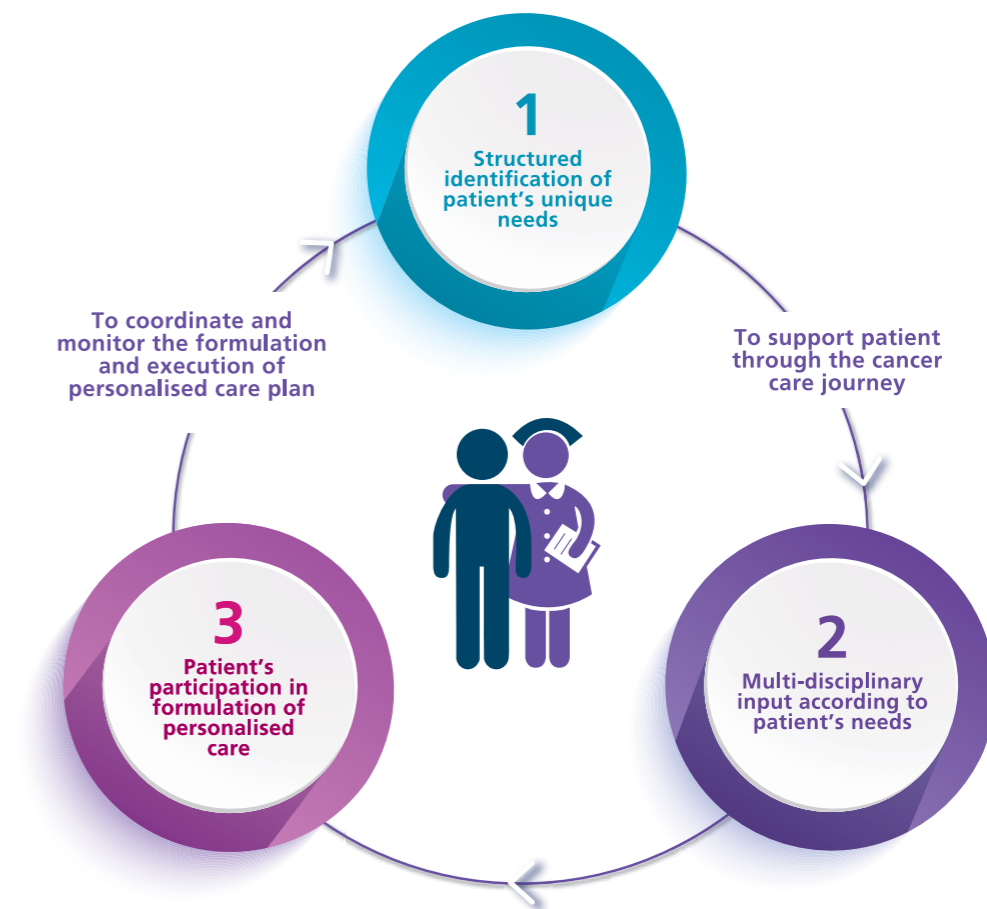 1
Structured
identification of
patient’s unique
needs
To support patient
through the cancer
care journey
2
Multi-disciplinary
input according to
patient’s needs
3
Patient’s
participation in
formulation of
personalised
care
To coordinate and
monitor the formulation
and execution of
personalised care plan